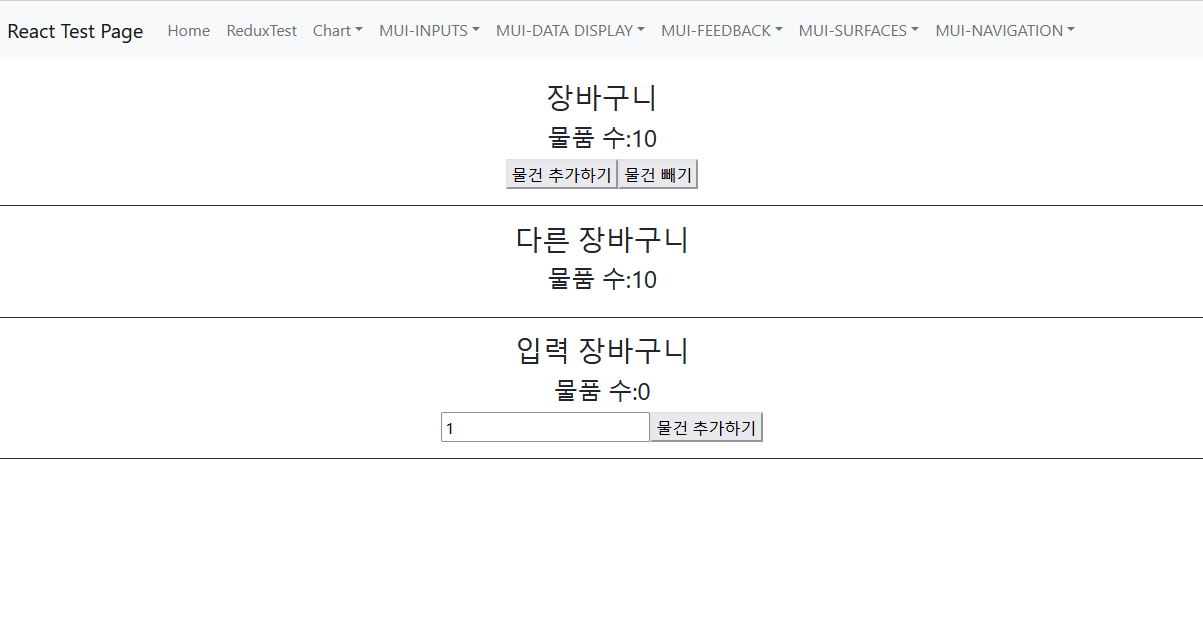 React Test Page Home ReduxTest Chart MUI-INPUTS MUI-DATA DISPLAY MUI-FEEDBACK MUI-SURFACES MUI-NAVIGATION
장바구니
물품 수:10
물건 추가하기 물건 빼기
다른 장바구니
물품 수:10
입력 장바구니
물품 수:0
1 물건 추가하기